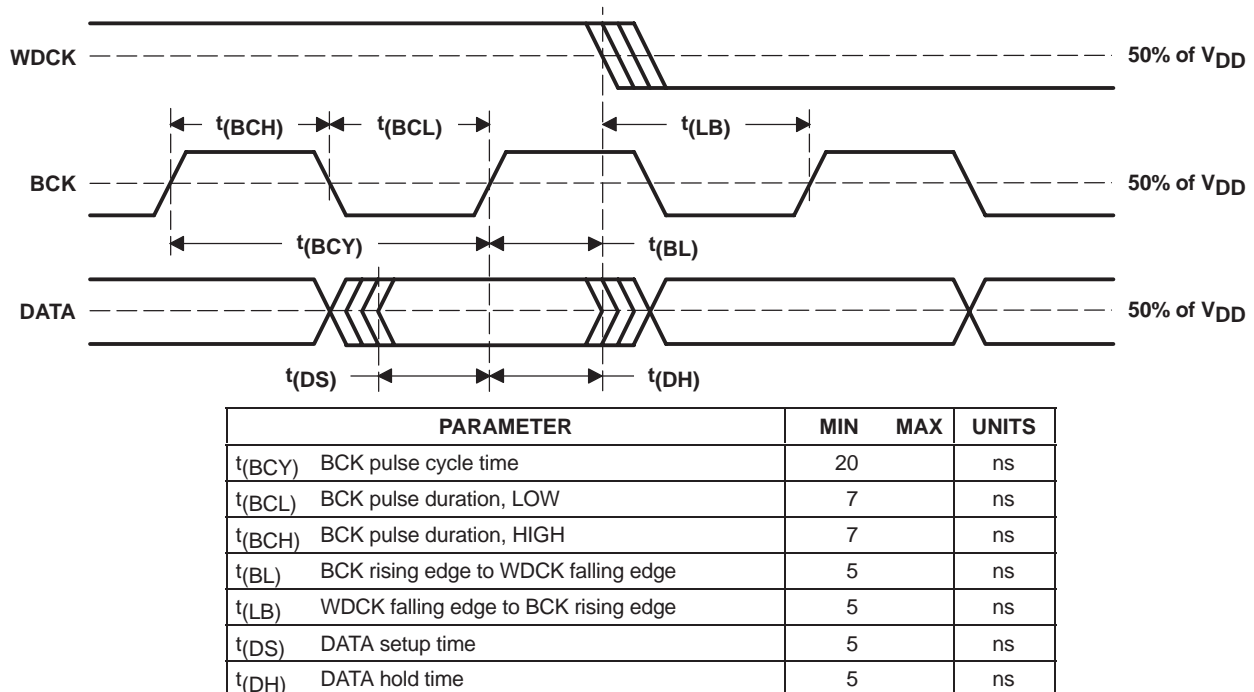 WDCK
50% of VDD
t(BCH)
t(BCL)
t(LB)
BCK
50% of VDD
t(BCY)
t(BL)
DATA
50% of VDD
t(DS)
t(DH)
PARAMETER MIN MAX UNITS
t(BCY) BCK pulse cycle time 20 ns
t(BCL) BCK pulse duration, LOW 7 ns
t(BCH) BCK pulse duration, HIGH 7 ns
t(BL) BCK rising edge to WDCK falling edge 5 ns
t(LB) WDCK falling edge to BCK rising edge 5 ns
t(DS) DATA setup time 5 ns
t(DH) DATA hold time 5 ns